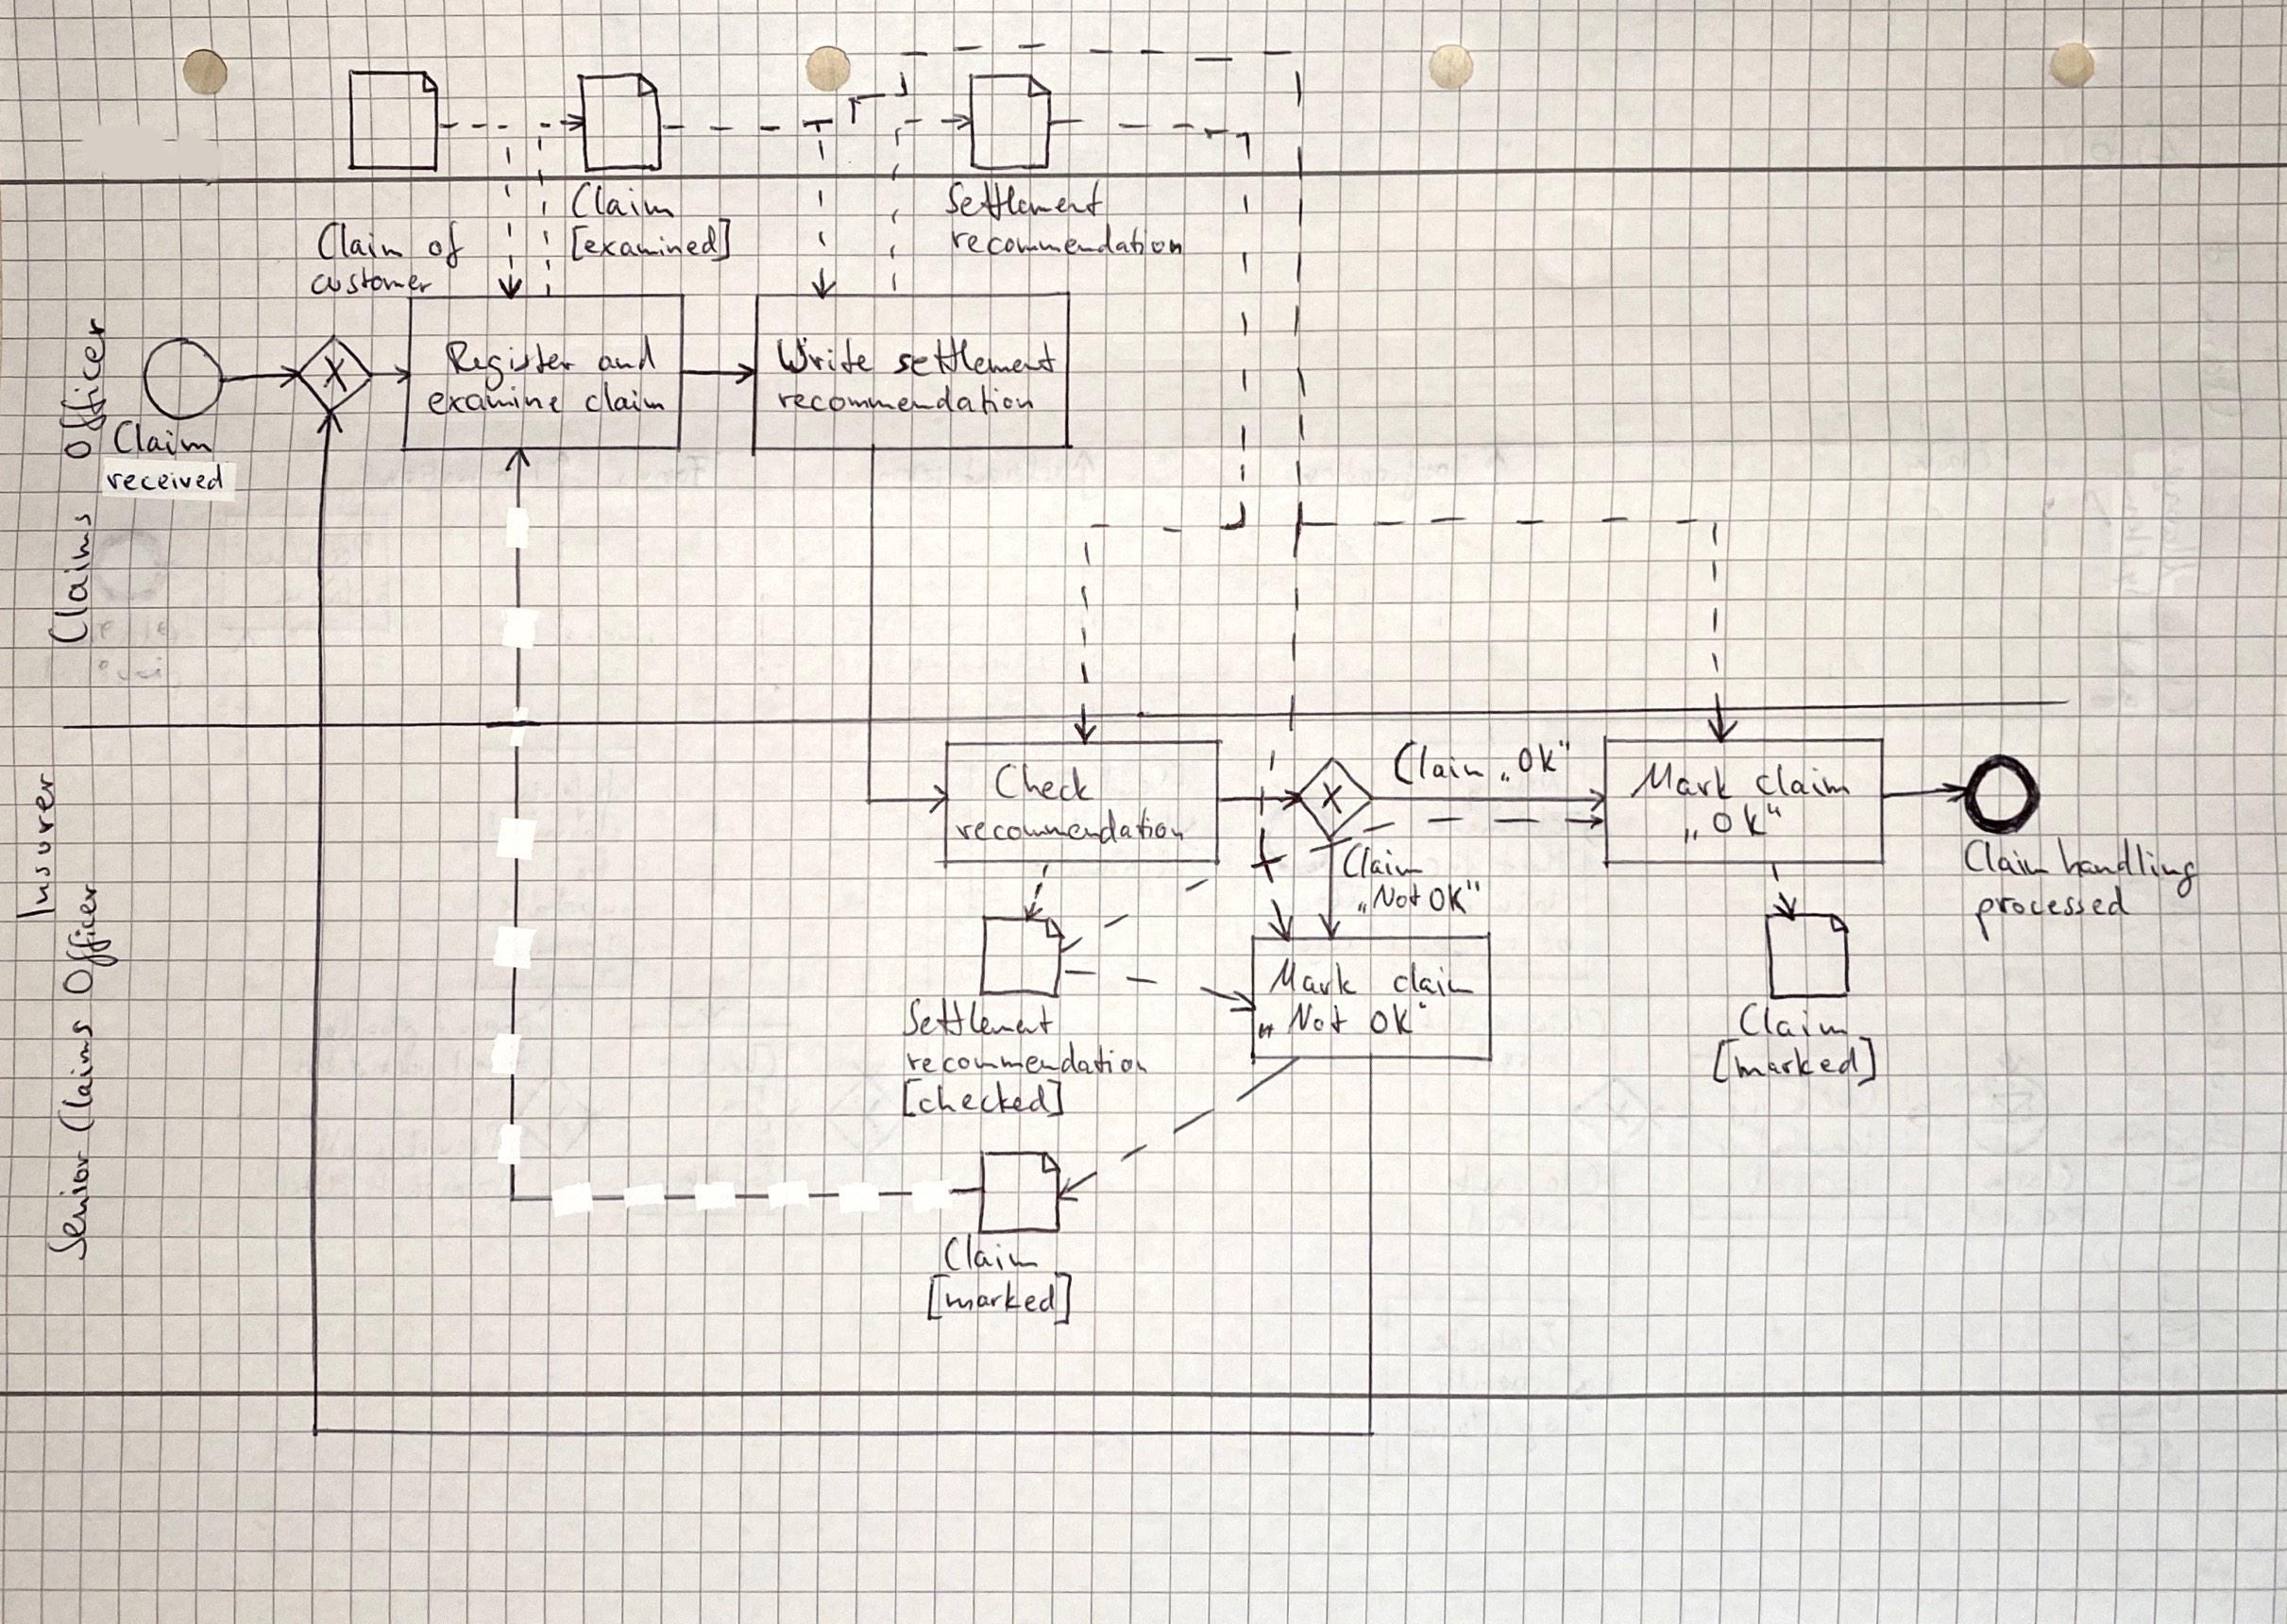 Claim of
customer
Claim
[examined]
Settlement
recommendation
Claims Officer
Claim
received
X
Register and
examine claim
Write settlement
recommendation
Insurer
Senior Claims Officer
Check
recommendation
X
Claim „OK“
Claim
„Not OK“
Mark claim
„OK“
Claim handling
processed
Settlement
recommendation
[checked]
Mark claim
„Not OK“
Claim
[marked]
Claim
[marked]